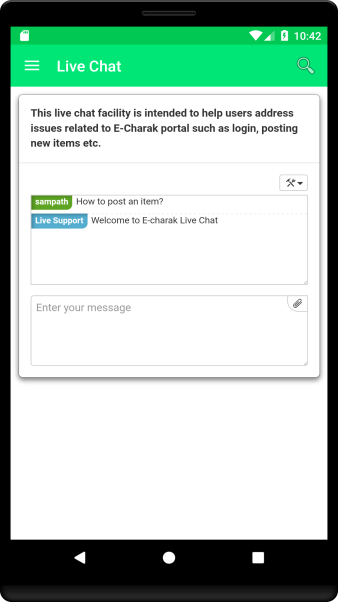 10:42
Live Chat
This live chat facility is intended to help users address
issues related to E-Charak portal such as login, posting
new items etc.
sampath How to post an item?
Live Support Welcome to E-charak Live Chat
Enter your message